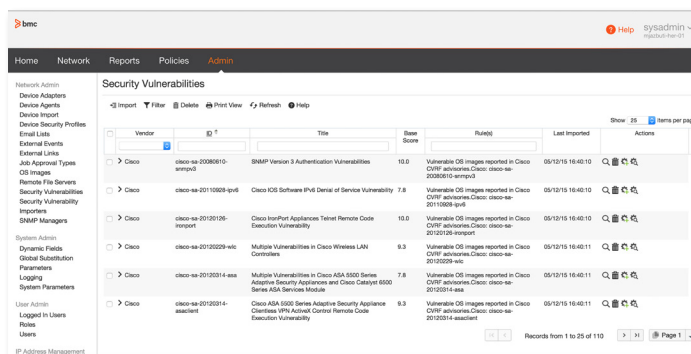 bmc
Help
sysadmin
Home Network Reports Policies Admin
Network Admin
Device Adapters
Device Agents
Device Import
Device Security Profiles
Email Lists
External Events
External Links
Job Approval Types
OS Images
Remote File Servers
Security Vulnerabilities
Security Vulnerability
Importers
SNMP Managers
System Admin
Dynamic Fields
Global Substitution
Parameters
Logging
System Parameters
User Admin
Logged In Users
Roles
Users
IP Address Management
Security Vulnerabilities
Import Filter Delete Print View Refresh Help
Show 25 items per pag
Vendor ID Title Base Score Rule(s) Last Imported Actions
Cisco cisco-sa-20080610- SNMP Version 3 Authentication Vulnerabilities 10.0 Vulnerable OS images reported in Cisco 05/12/15 16:40:10
snmpv3 CVRF advisories.Cisco: cisco-sa-
20080610-snmpv3
Cisco cisco-sa-20110928-ipv6 Cisco IOS Software IPv6 Denial of Service Vulnerability 7.8 Vulnerable OS images reported in Cisco 05/12/15 16:40:10
CVRF advisories.Cisco: cisco-sa-
20110928-ipv6
Cisco cisco-sa-20120126- Cisco IronPort Appliances Telnet Remote Code 10.0 Vulnerable OS images reported in Cisco 05/12/15 16:40:10
ironport Execution Vulnerability CVRF advisories.Cisco: cisco-sa-
20120126-ironport
Cisco cisco-sa-20120229-wlc Multiple Vulnerabilities in Cisco Wireless LAN 9.3 Vulnerable OS images reported in Cisco 05/12/15 16:40:11
Controllers CVRF advisories.Cisco: cisco-sa-
20120229-wlc
Cisco cisco-sa-20120314-asa Multiple Vulnerabilities in Cisco ASA 5500 Series 7.8 Vulnerable OS images reported in Cisco 05/12/15 16:40:11
Adaptive Security Appliances and Cisco Catalyst 6500 CVRF advisories.Cisco: cisco-sa-
Series ASA Services Module 20120314-asa
Cisco cisco-sa-20120314- Cisco ASA 5500 Series Adaptive Security Appliance 9.3 Vulnerable OS images reported in Cisco 05/12/15 16:40:11
asaclient Clientless VPN ActiveX Control Remote Code CVRF advisories.Cisco: cisco-sa-
Execution Vulnerability 20120314-asaclient
Records from 1 to 25 of 110 Page 1